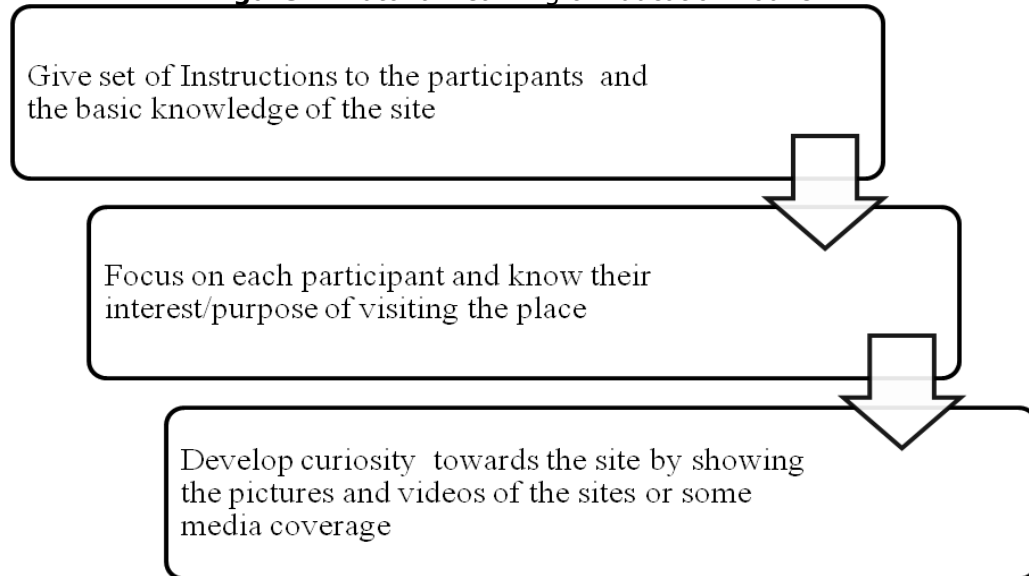 Give set of Instructions to the participants and
the basic knowledge of the site
Focus on each participant and know their
interest/purpose of visiting the place
Develop curiosity towards the site by showing
the pictures and videos of the sites or some
media coverage